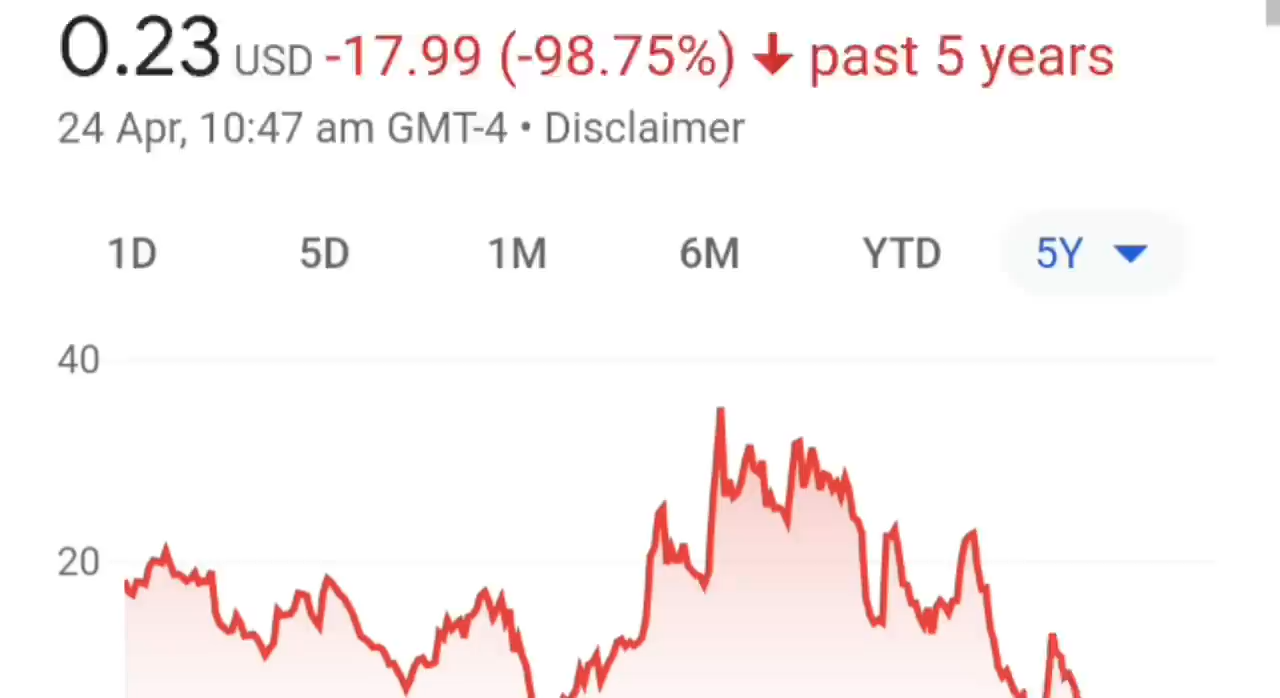 0.23 USD -17.99 (-98.75%) ↓ past 5 years
24 Apr, 10:47 am GMT-4 • Disclaimer
1D 5D 1M 6M YTD 5Y
40
20